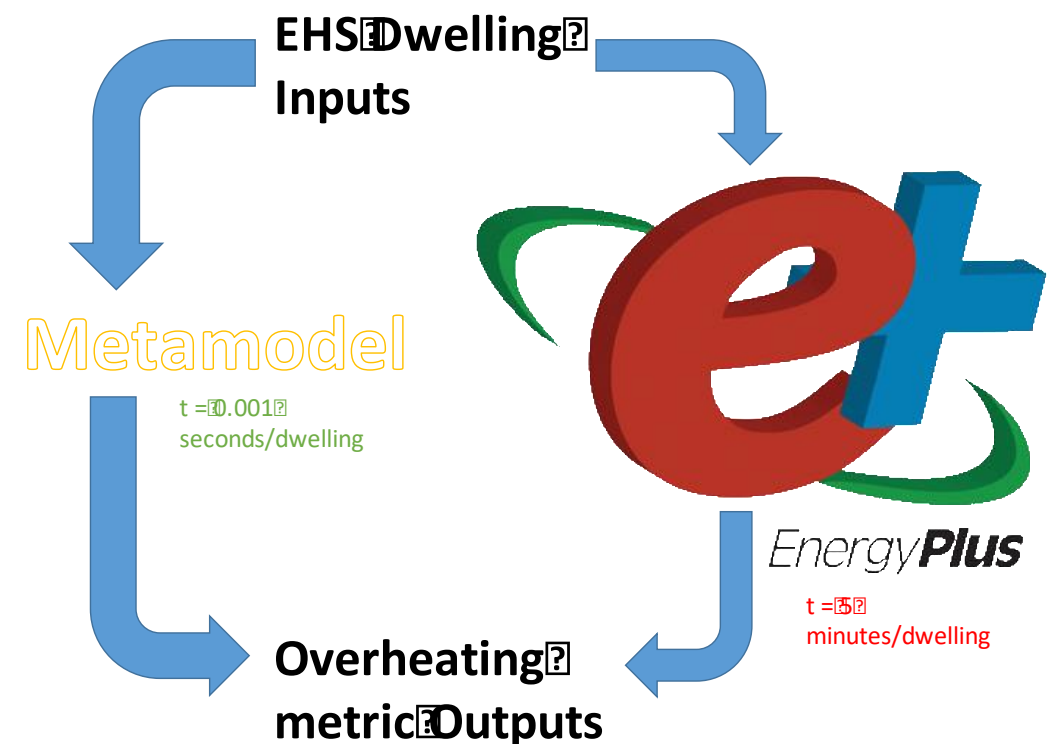 EHS Dwelling
Inputs
Metamodel
t = 0.001
seconds/dwelling
e+
EnergyPlus
t = 5
minutes/dwelling
Overheating
metric Outputs